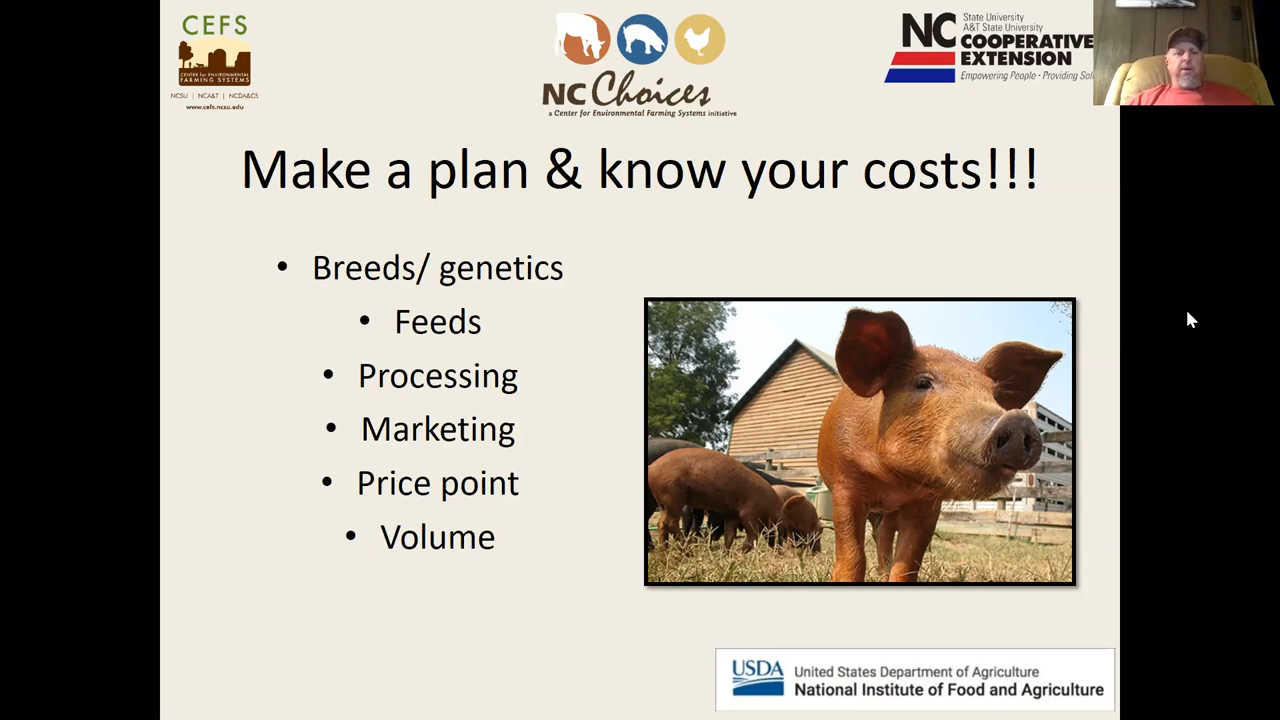 CEFS
CENTER for ENVIRONMENTAL
FARMING SYSTEMS
NCSU | NCA&T | NCDA&CS
www.cefs.ncsu.edu
NC Choices
a Center for Environmental Farming Systems initiative
NC State University
A&T State University
COOPERATIVE
EXTENSION
Empowering People • Providing Sol
Make a plan & know your costs!!!
• Breeds/ genetics
• Feeds
• Processing
• Marketing
• Price point
• Volume
USDA United States Department of Agriculture
National Institute of Food and Agriculture